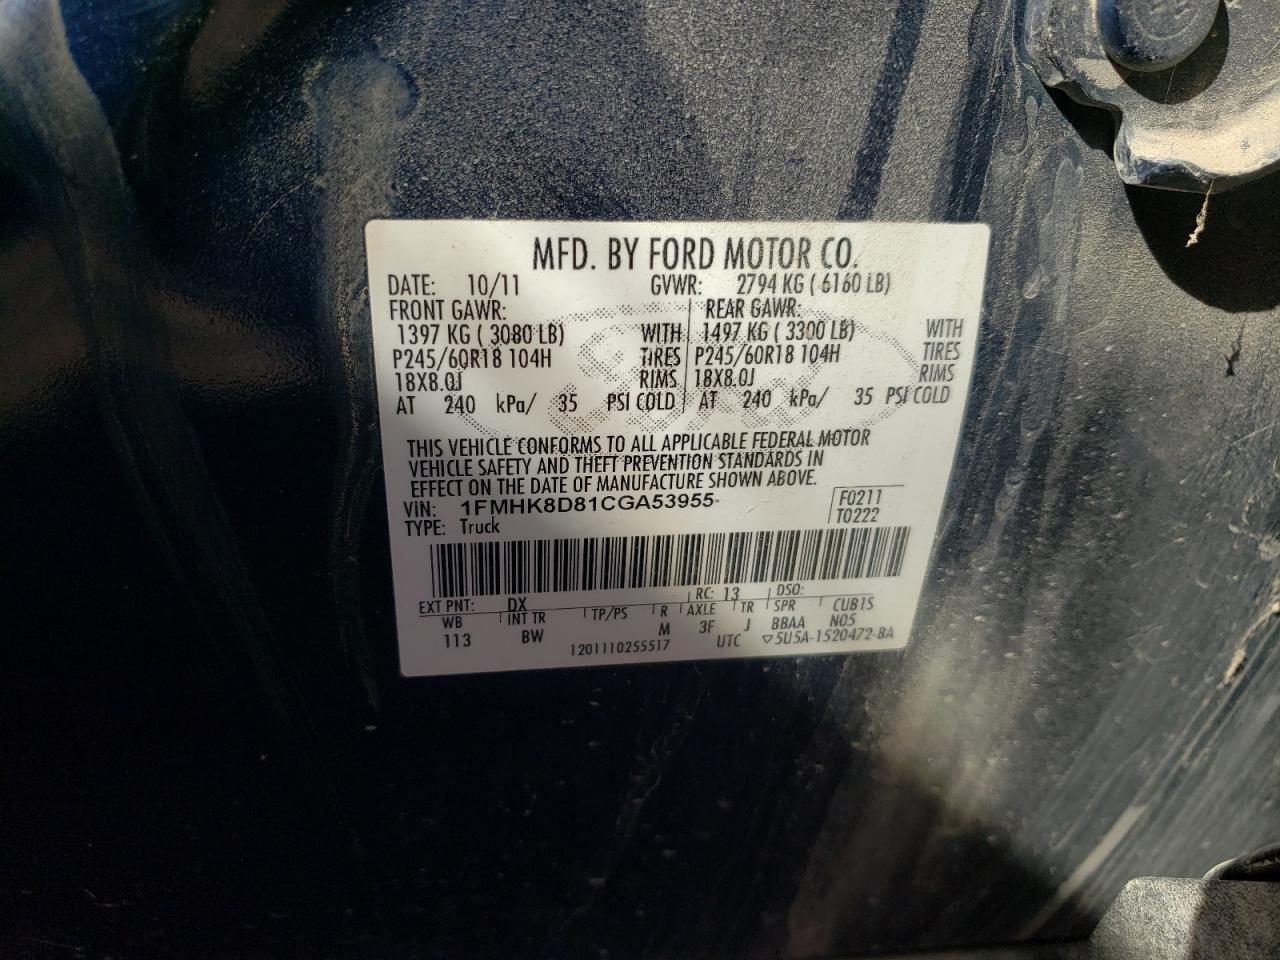 MFD. BY FORD MOTOR CO.
DATE: 10/11 GVWR: 2794 KG ( 6160 LB)
FRONT GAWR: REAR GAWR:
1397 KG ( 3080 LB) WITH 1497 KG ( 3300 LB) WITH
P245/60R18 104H TIRES P245/60R18 104H TIRES
18X8.0J RIMS 18X8.0J RIMS
AT 240 kPa/ 35 PSI COLD AT 240 kPa/ 35 PSI COLD
THIS VEHICLE CONFORMS TO ALL APPLICABLE FEDERAL MOTOR
VEHICLE SAFETY AND THEFT PREVENTION STANDARDS IN
EFFECT ON THE DATE OF MANUFACTURE SHOWN ABOVE.
VIN: 1FMHK8D81CGA53955 F0211
TYPE: Truck T0222
EXT PNT: DX RC: 13 DSO:
WB INT TR TP/PS R AXLE TR SPR CUB1S
113 BW M 3F J BBAA N05
1201110255517 UTC ▽5U5A-1520472-BA